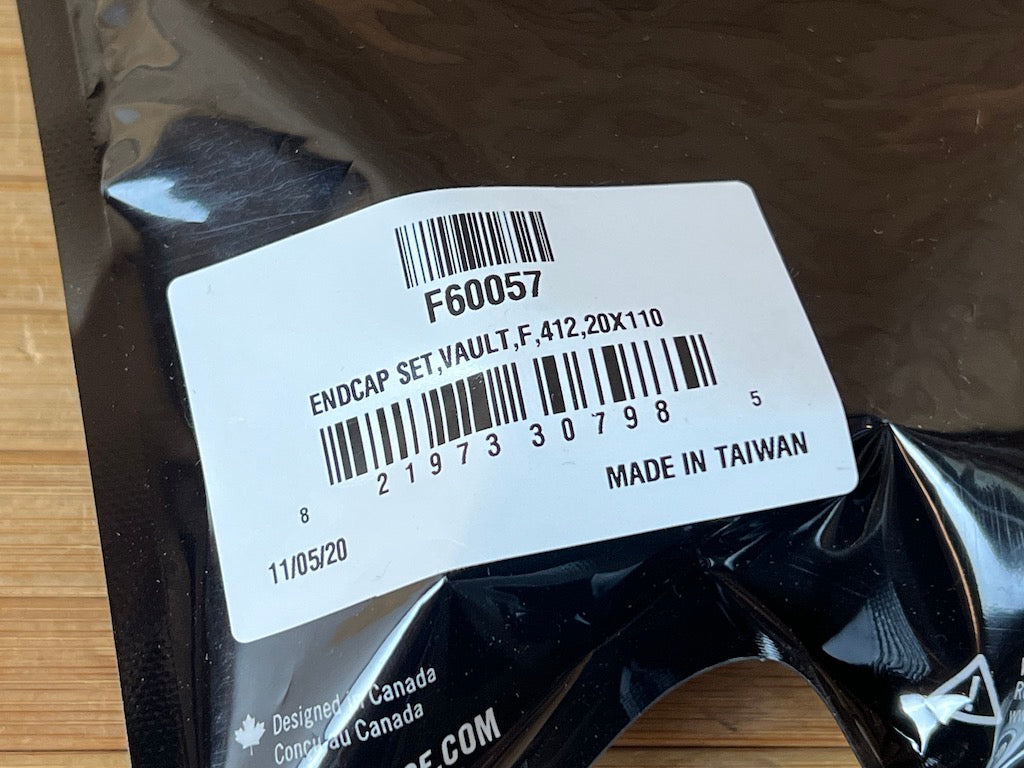 F60057
ENDCAP SET,VAULT,F,412,20X110
8 21973 30798 5
MADE IN TAIWAN
11/05/20
Designed in Canada
Conçu au Canada